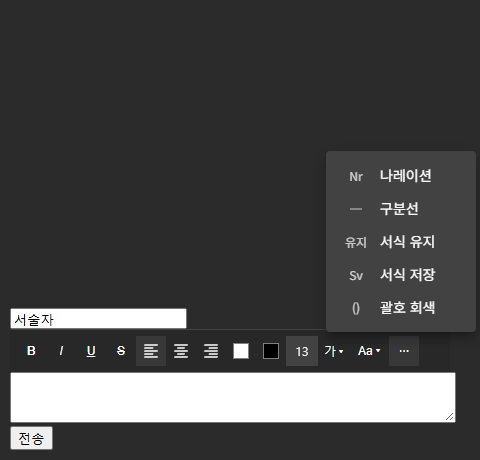 Nr 나레이션
— 구분선
유지 서식 유지
Sv 서식 저장
() 괄호 회색
서술자
B I U S 13 가 Aa ···
전송